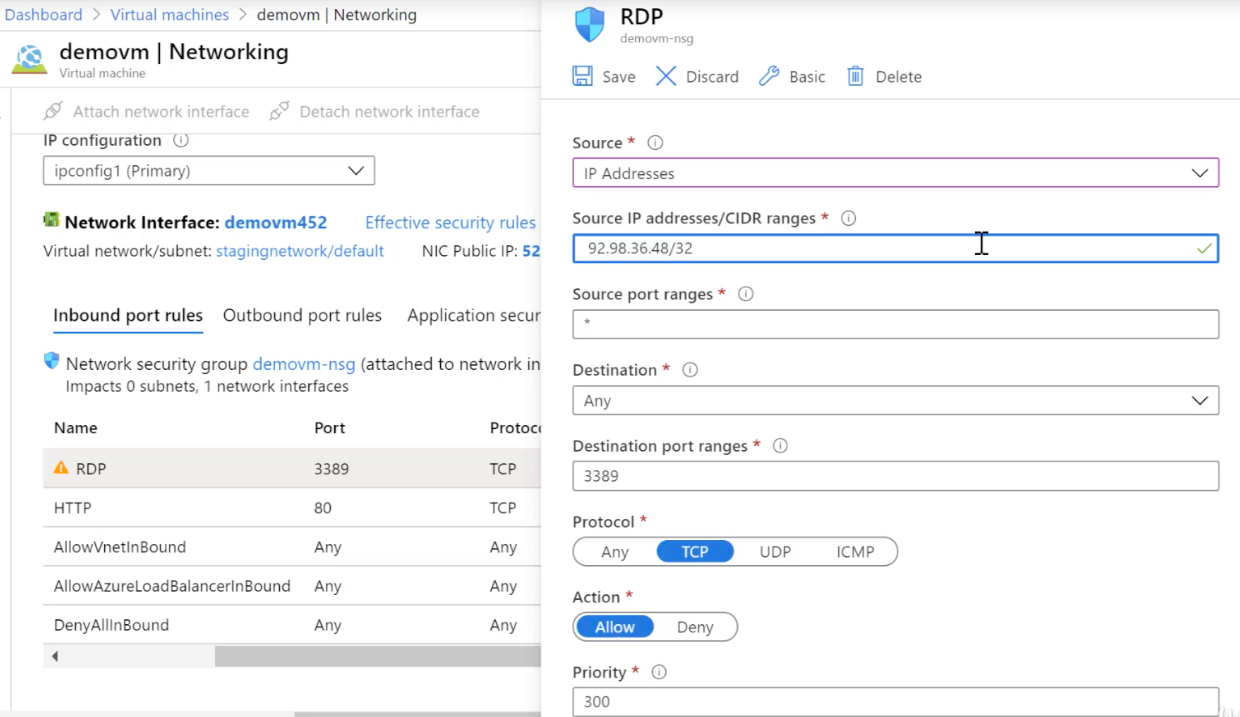 Dashboard > Virtual machines > demovm | Networking
demovm | Networking
Virtual machine
Attach network interface Detach network interface
IP configuration
ipconfig1 (Primary)
Network Interface: demovm452 Effective security rules
Virtual network/subnet: stagingnetwork/default NIC Public IP: 52
Inbound port rules Outbound port rules Application secur
Network security group demovm-nsg (attached to network in
Impacts 0 subnets, 1 network interfaces
Name Port Protoc
RDP 3389 TCP
HTTP 80 TCP
AllowVnetInBound Any Any
AllowAzureLoadBalancerInBound Any Any
DenyAllInBound Any Any
RDP
demovm-nsg
Save Discard Basic Delete
Source *
IP Addresses
Source IP addresses/CIDR ranges *
92.98.36.48/32
Source port ranges *
*
Destination *
Any
Destination port ranges *
3389
Protocol *
Any TCP UDP ICMP
Action *
Allow Deny
Priority *
300